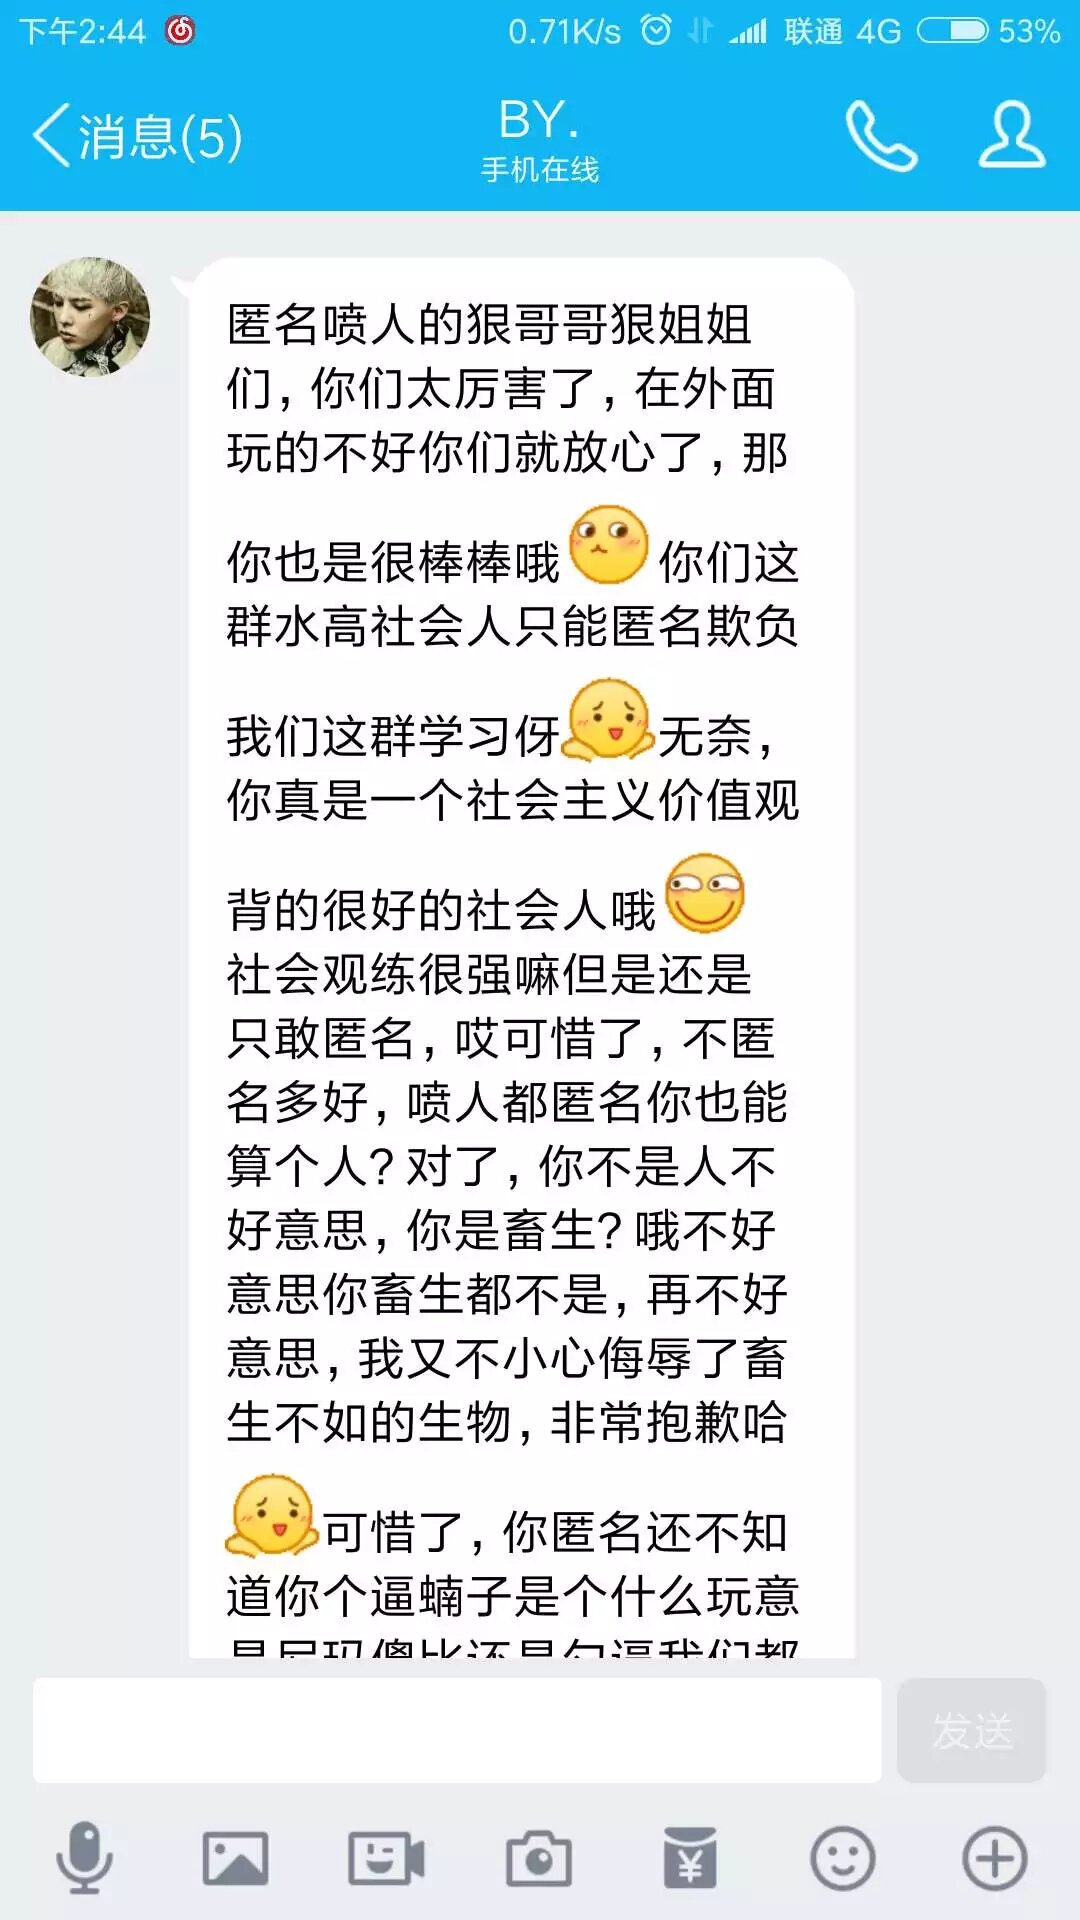 下午2:44
0.71K/s
联通 4G
53%
消息(5)
BY.
手机在线
匿名喷人的狠哥哥狠姐姐
们,你们太厉害了,在外面
玩的不好你们就放心了,那
你也是很棒棒哦 你们这
群水高社会人只能匿名欺负
我们这群学习伢 无奈,
你真是一个社会主义价值观
背的很好的社会人哦
社会观练很强嘛但是还是
只敢匿名,哎可惜了,不匿
名多好,喷人都匿名你也能
算个人?对了,你不是人不
好意思,你是畜生?哦不好
意思你畜生都不是,再不好
意思,我又不小心侮辱了畜
生不如的生物,非常抱歉哈
可惜了,你匿名还不知
道你个逼蝻子是个什么玩意
发送